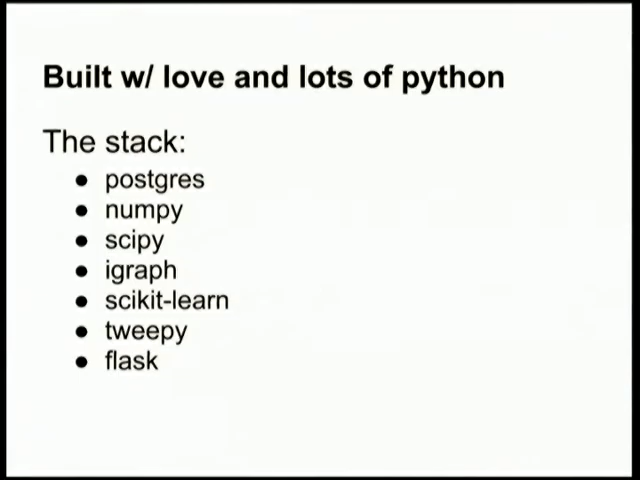 Built w/ love and lots of python
The stack:
● postgres
● numpy
● scipy
● igraph
● scikit-learn
● tweepy
● flask